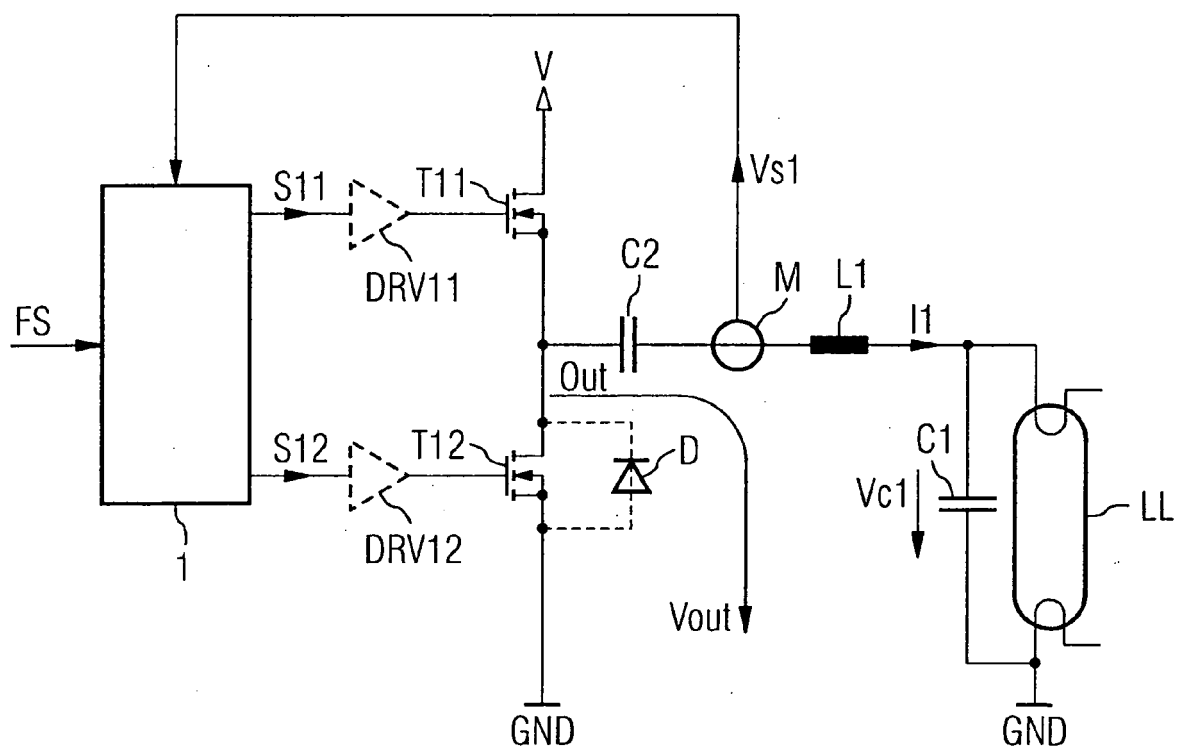 V
S11
T11
Vs1
DRV11
C2
M
L1
I1
FS
Out
S12
T12
D
C1
Vc1
LL
DRV12
1
Vout
GND
GND